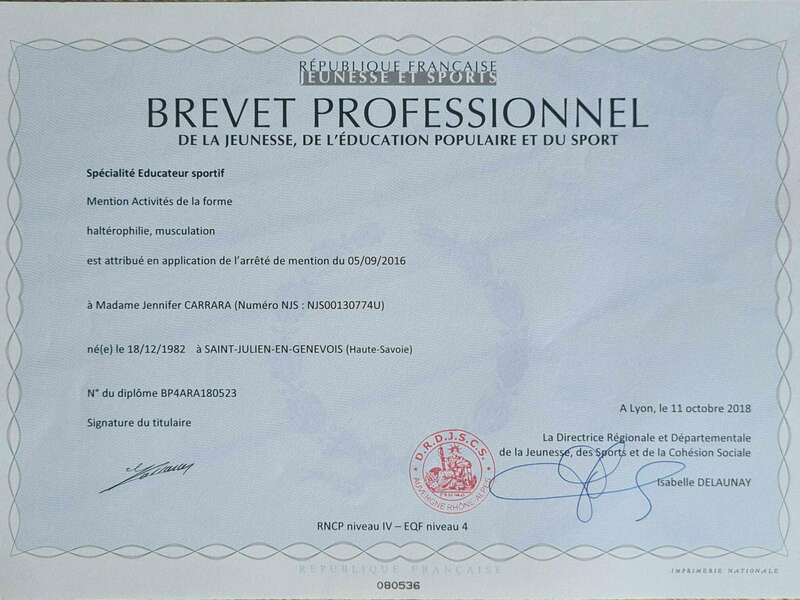 RÉPUBLIQUE FRANÇAISE
JEUNESSE ET SPORTS
BREVET PROFESSIONNEL
DE LA JEUNESSE, DE L'ÉDUCATION POPULAIRE ET DU SPORT
Spécialité Educateur sportif
Mention Activités de la forme
haltérophilie, musculation
est attribué en application de l'arrêté de mention du 05/09/2016
à Madame Jennifer CARRARA (Numéro NJS : NJS00130774U)
né(e) le 18/12/1982 à SAINT-JULIEN-EN-GENEVOIS (Haute-Savoie)
N° du diplôme BP4ARA180523
A Lyon, le 11 octobre 2018
Signature du titulaire
La Directrice Régionale et Départementale
de la Jeunesse, des Sports et de la Cohésion Sociale
Isabelle DELAUNAY
D.R.D.J.S.C.S.
AUVERGNE RHÔNE ALPES
RNCP niveau IV – EQF niveau 4
RÉPUBLIQUE FRANÇAISE
IMPRIMERIE NATIONALE
080536